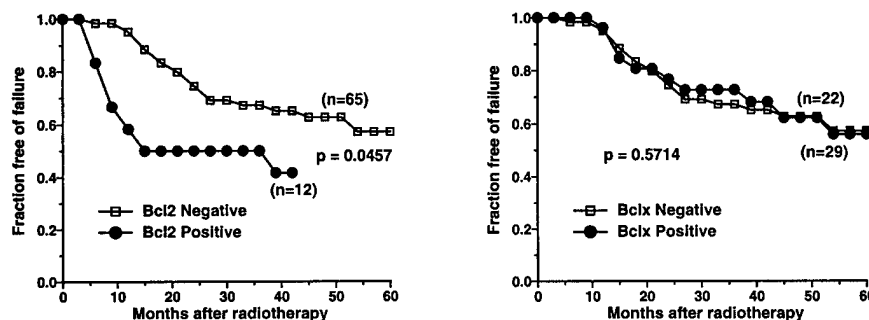 Fraction free of failure
1.0
0.8
0.6
0.4
0.2
0.0
(n=65)
p = 0.0457
(n=12)
Bcl2 Negative
Bcl2 Positive
0 10 20 30 40 50 60
Months after radiotherapy
Fraction free of failure
1.0
0.8
0.6
0.4
0.2
0.0
(n=22)
p = 0.5714
(n=29)
Bclx Negative
Bclx Positive
0 10 20 30 40 50 60
Months after radiotherapy